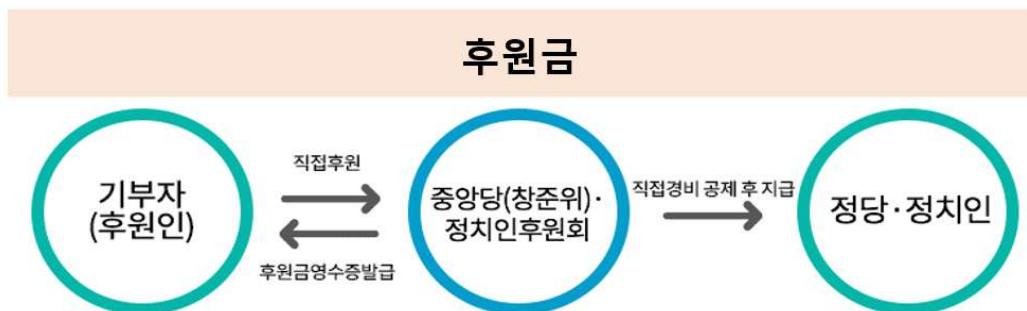 후원금
기부자
(후원인)
직접후원
후원금영수증발급
중앙당(창준위)·
정치인후원회
직접경비 공제 후 지급
정당·정치인